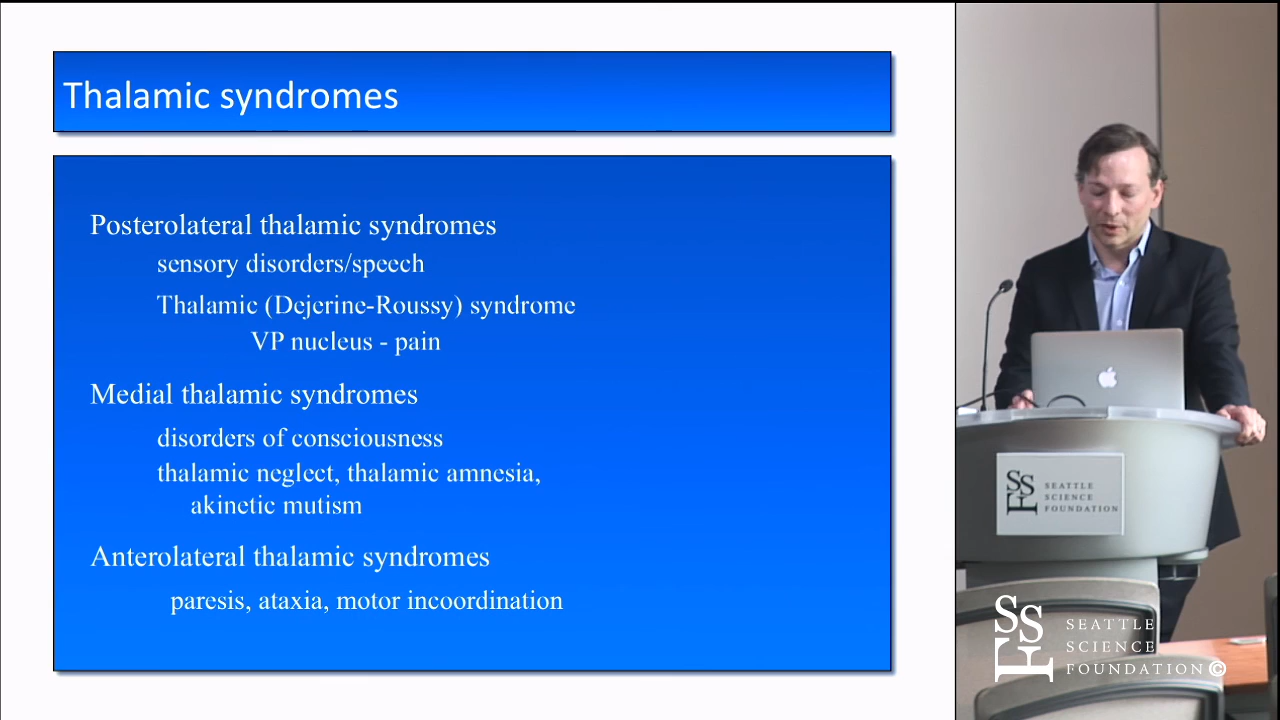 Thalamic syndromes
Posterolateral thalamic syndromes
sensory disorders/speech
Thalamic (Dejerine-Roussy) syndrome
VP nucleus - pain
Medial thalamic syndromes
disorders of consciousness
thalamic neglect, thalamic amnesia,
akinetic mutism
Anterolateral thalamic syndromes
paresis, ataxia, motor incoordination
SSF
SEATTLE
SCIENCE
FOUNDATION
SSF
SEATTLE
SCIENCE
FOUNDATION©